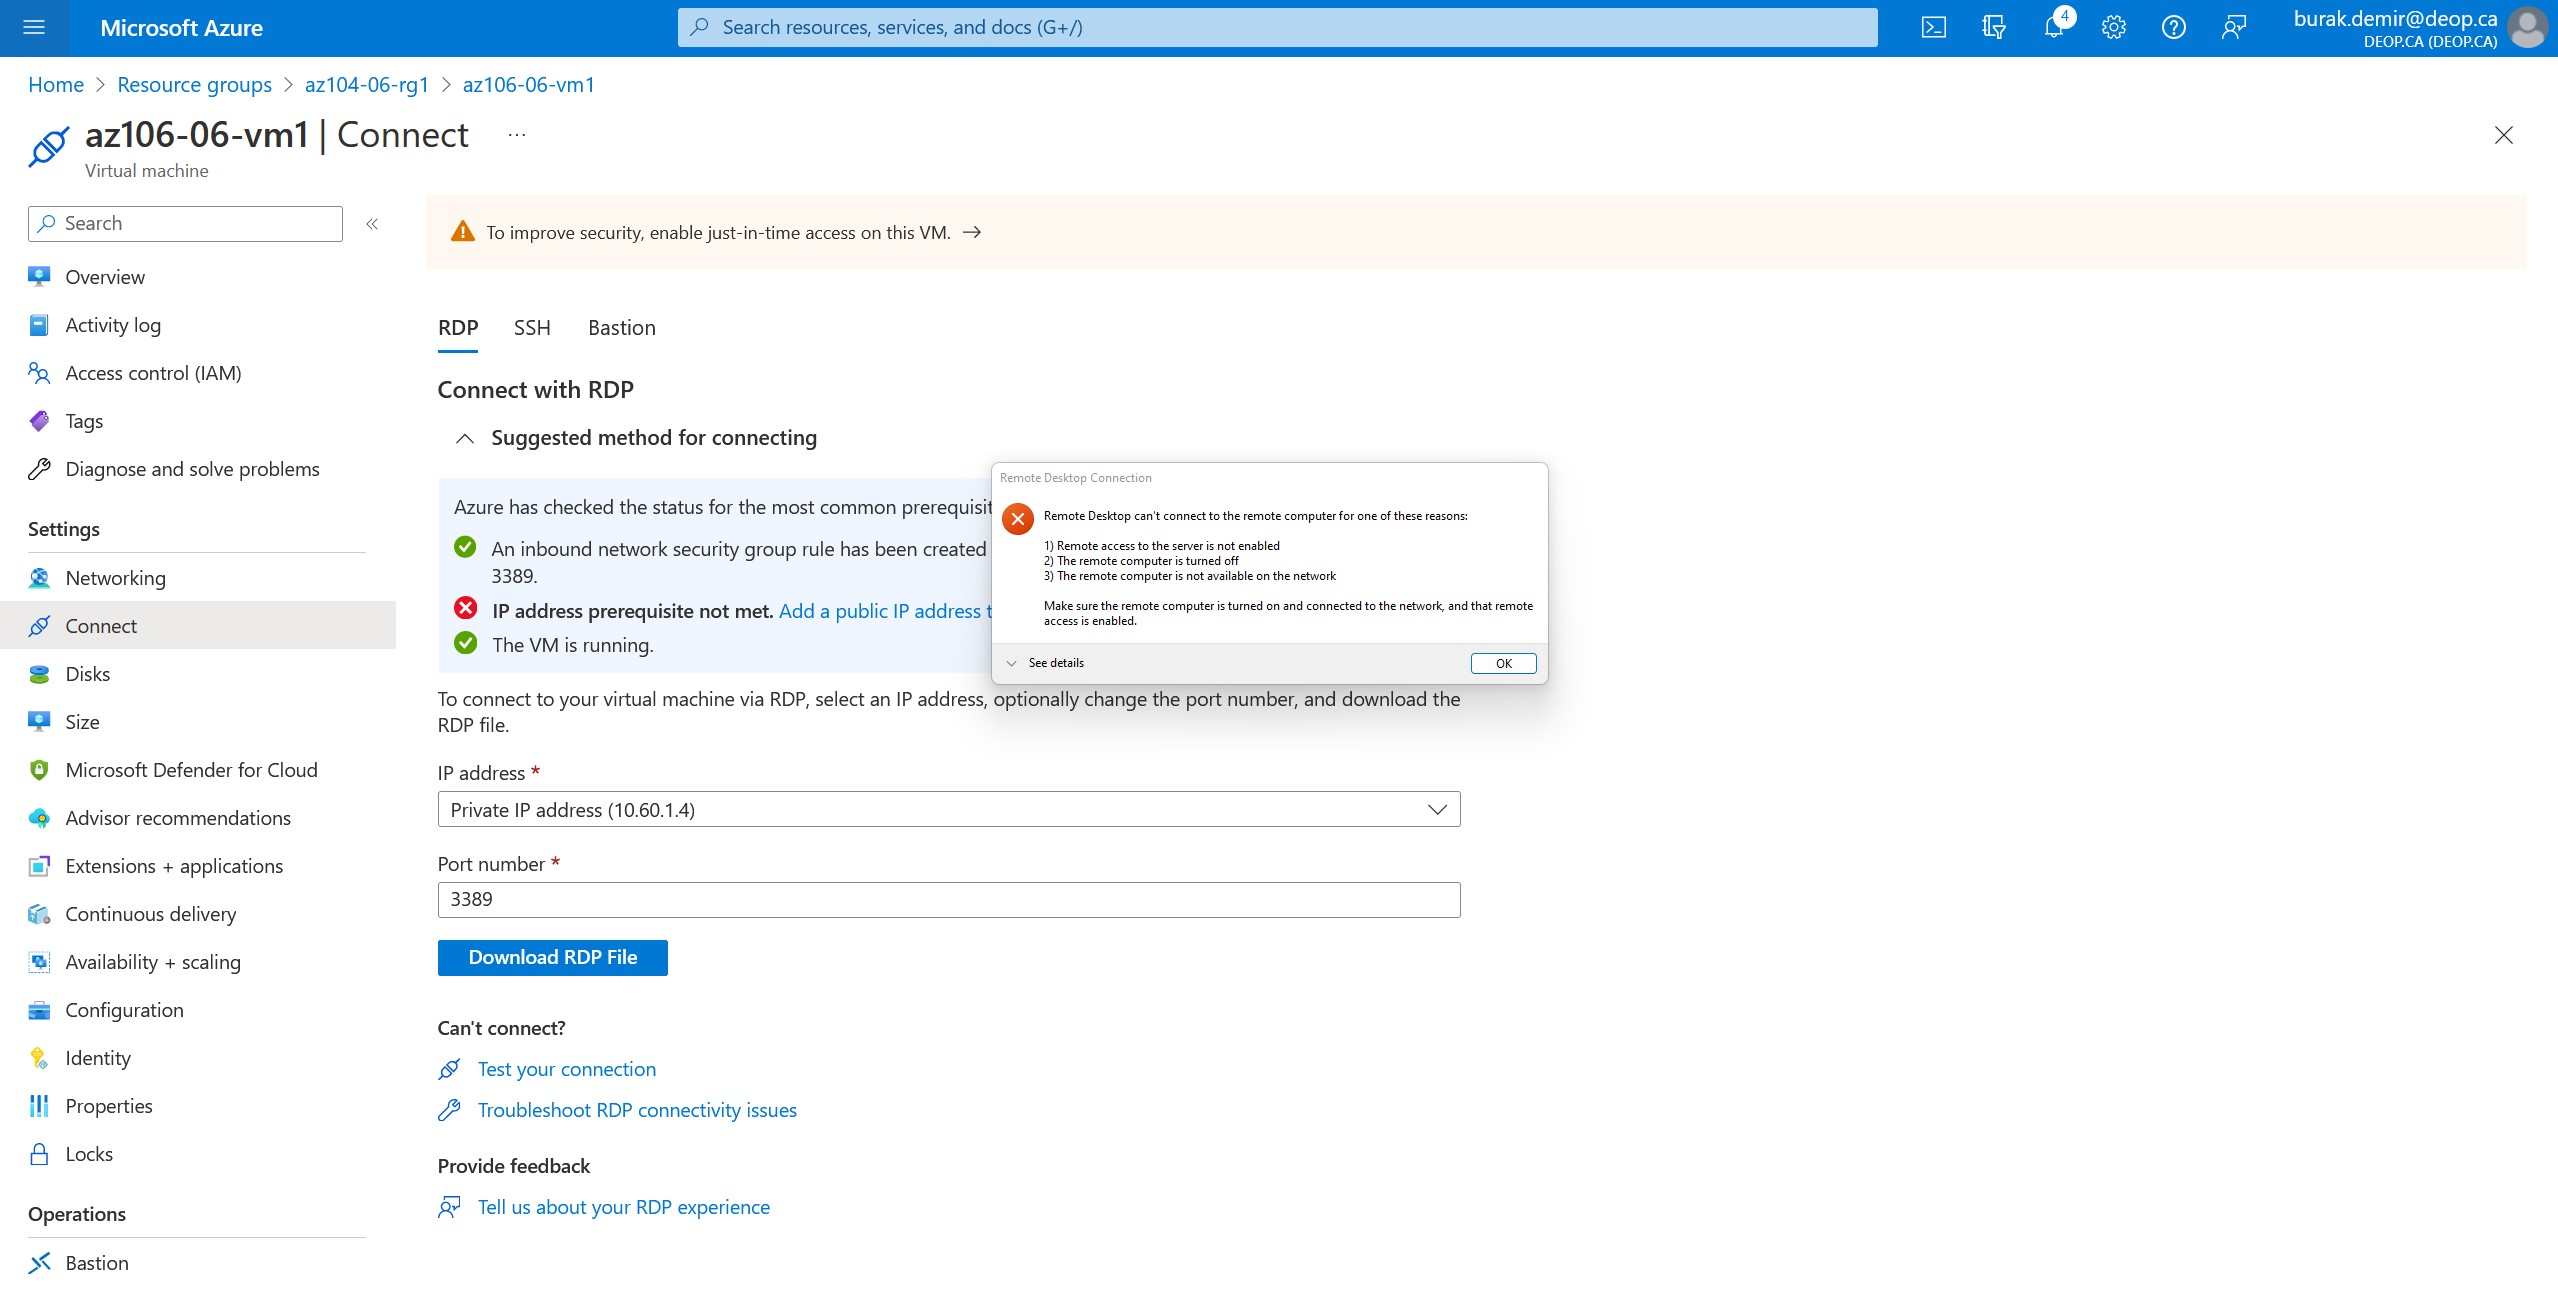 Microsoft Azure
Search resources, services, and docs (G+/)
4
burak.demir@deop.ca
DEOP.CA (DEOP.CA)
Home > Resource groups > az104-06-rg1 > az106-06-vm1
az106-06-vm1 | Connect ...
Virtual machine
Search
Overview
Activity log
Access control (IAM)
Tags
Diagnose and solve problems
Settings
Networking
Connect
Disks
Size
Microsoft Defender for Cloud
Advisor recommendations
Extensions + applications
Continuous delivery
Availability + scaling
Configuration
Identity
Properties
Locks
Operations
Bastion
To improve security, enable just-in-time access on this VM. →
RDP SSH Bastion
Connect with RDP
Suggested method for connecting
Azure has checked the status for the most common prerequisit
An inbound network security group rule has been created
3389.
IP address prerequisite not met. Add a public IP address t
The VM is running.
Remote Desktop Connection
Remote Desktop can't connect to the remote computer for one of these reasons:
1) Remote access to the server is not enabled
2) The remote computer is turned off
3) The remote computer is not available on the network
Make sure the remote computer is turned on and connected to the network, and that remote
access is enabled.
See details
OK
To connect to your virtual machine via RDP, select an IP address, optionally change the port number, and download the
RDP file.
IP address *
Private IP address (10.60.1.4)
Port number *
3389
Download RDP File
Can't connect?
Test your connection
Troubleshoot RDP connectivity issues
Provide feedback
Tell us about your RDP experience